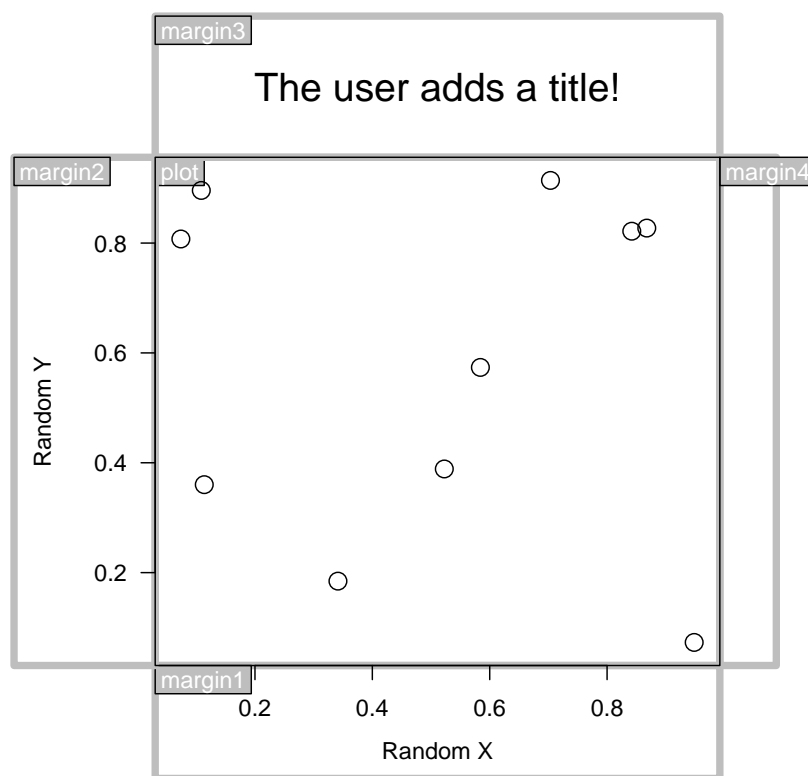 margin3
The user adds a title!
margin2
plot
margin4
0.8
0.6
0.4
0.2
Random Y
margin1
0.2 0.4 0.6 0.8
Random X